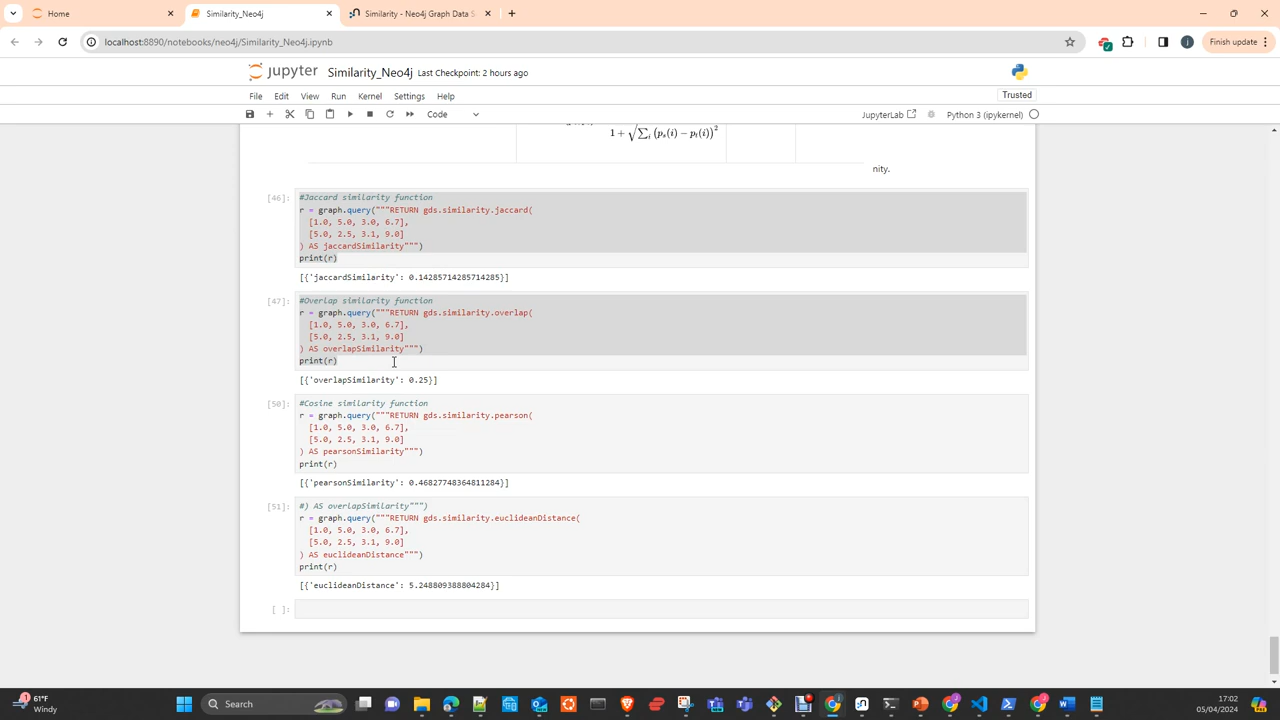 Home
Similarity_Neo4j
Similarity - Neo4j Graph Data S
localhost:8890/notebooks/neo4j/Similarity_Neo4j.ipynb
Finish update
jupyter Similarity_Neo4j Last Checkpoint: 2 hours ago
File Edit View Run Kernel Settings Help
Trusted
Code
JupyterLab
Python 3 (ipykernel)
1 + √∑i (ps(i) − pt(i))²
nity.
[46]:
#Jaccard similarity function
r = graph.query("""RETURN gds.similarity.jaccard(
[1.0, 5.0, 3.0, 6.7],
[5.0, 2.5, 3.1, 9.0]
) AS jaccardSimilarity""")
print(r)
[{'jaccardSimilarity': 0.14285714285714285}]
[47]:
#Overlap similarity function
r = graph.query("""RETURN gds.similarity.overlap(
[1.0, 5.0, 3.0, 6.7],
[5.0, 2.5, 3.1, 9.0]
) AS overlapSimilarity""")
print(r)
[{'overlapSimilarity': 0.25}]
[50]:
#Cosine similarity function
r = graph.query("""RETURN gds.similarity.pearson(
[1.0, 5.0, 3.0, 6.7],
[5.0, 2.5, 3.1, 9.0]
) AS pearsonSimilarity""")
print(r)
[{'pearsonSimilarity': 0.46827748364811284}]
[51]:
#) AS overlapSimilarity""")
r = graph.query("""RETURN gds.similarity.euclideanDistance(
[1.0, 5.0, 3.0, 6.7],
[5.0, 2.5, 3.1, 9.0]
) AS euclideanDistance""")
print(r)
[{'euclideanDistance': 5.248809388804284}]
[ ]:
1
61°F
Windy
Search
17:02
05/04/2024